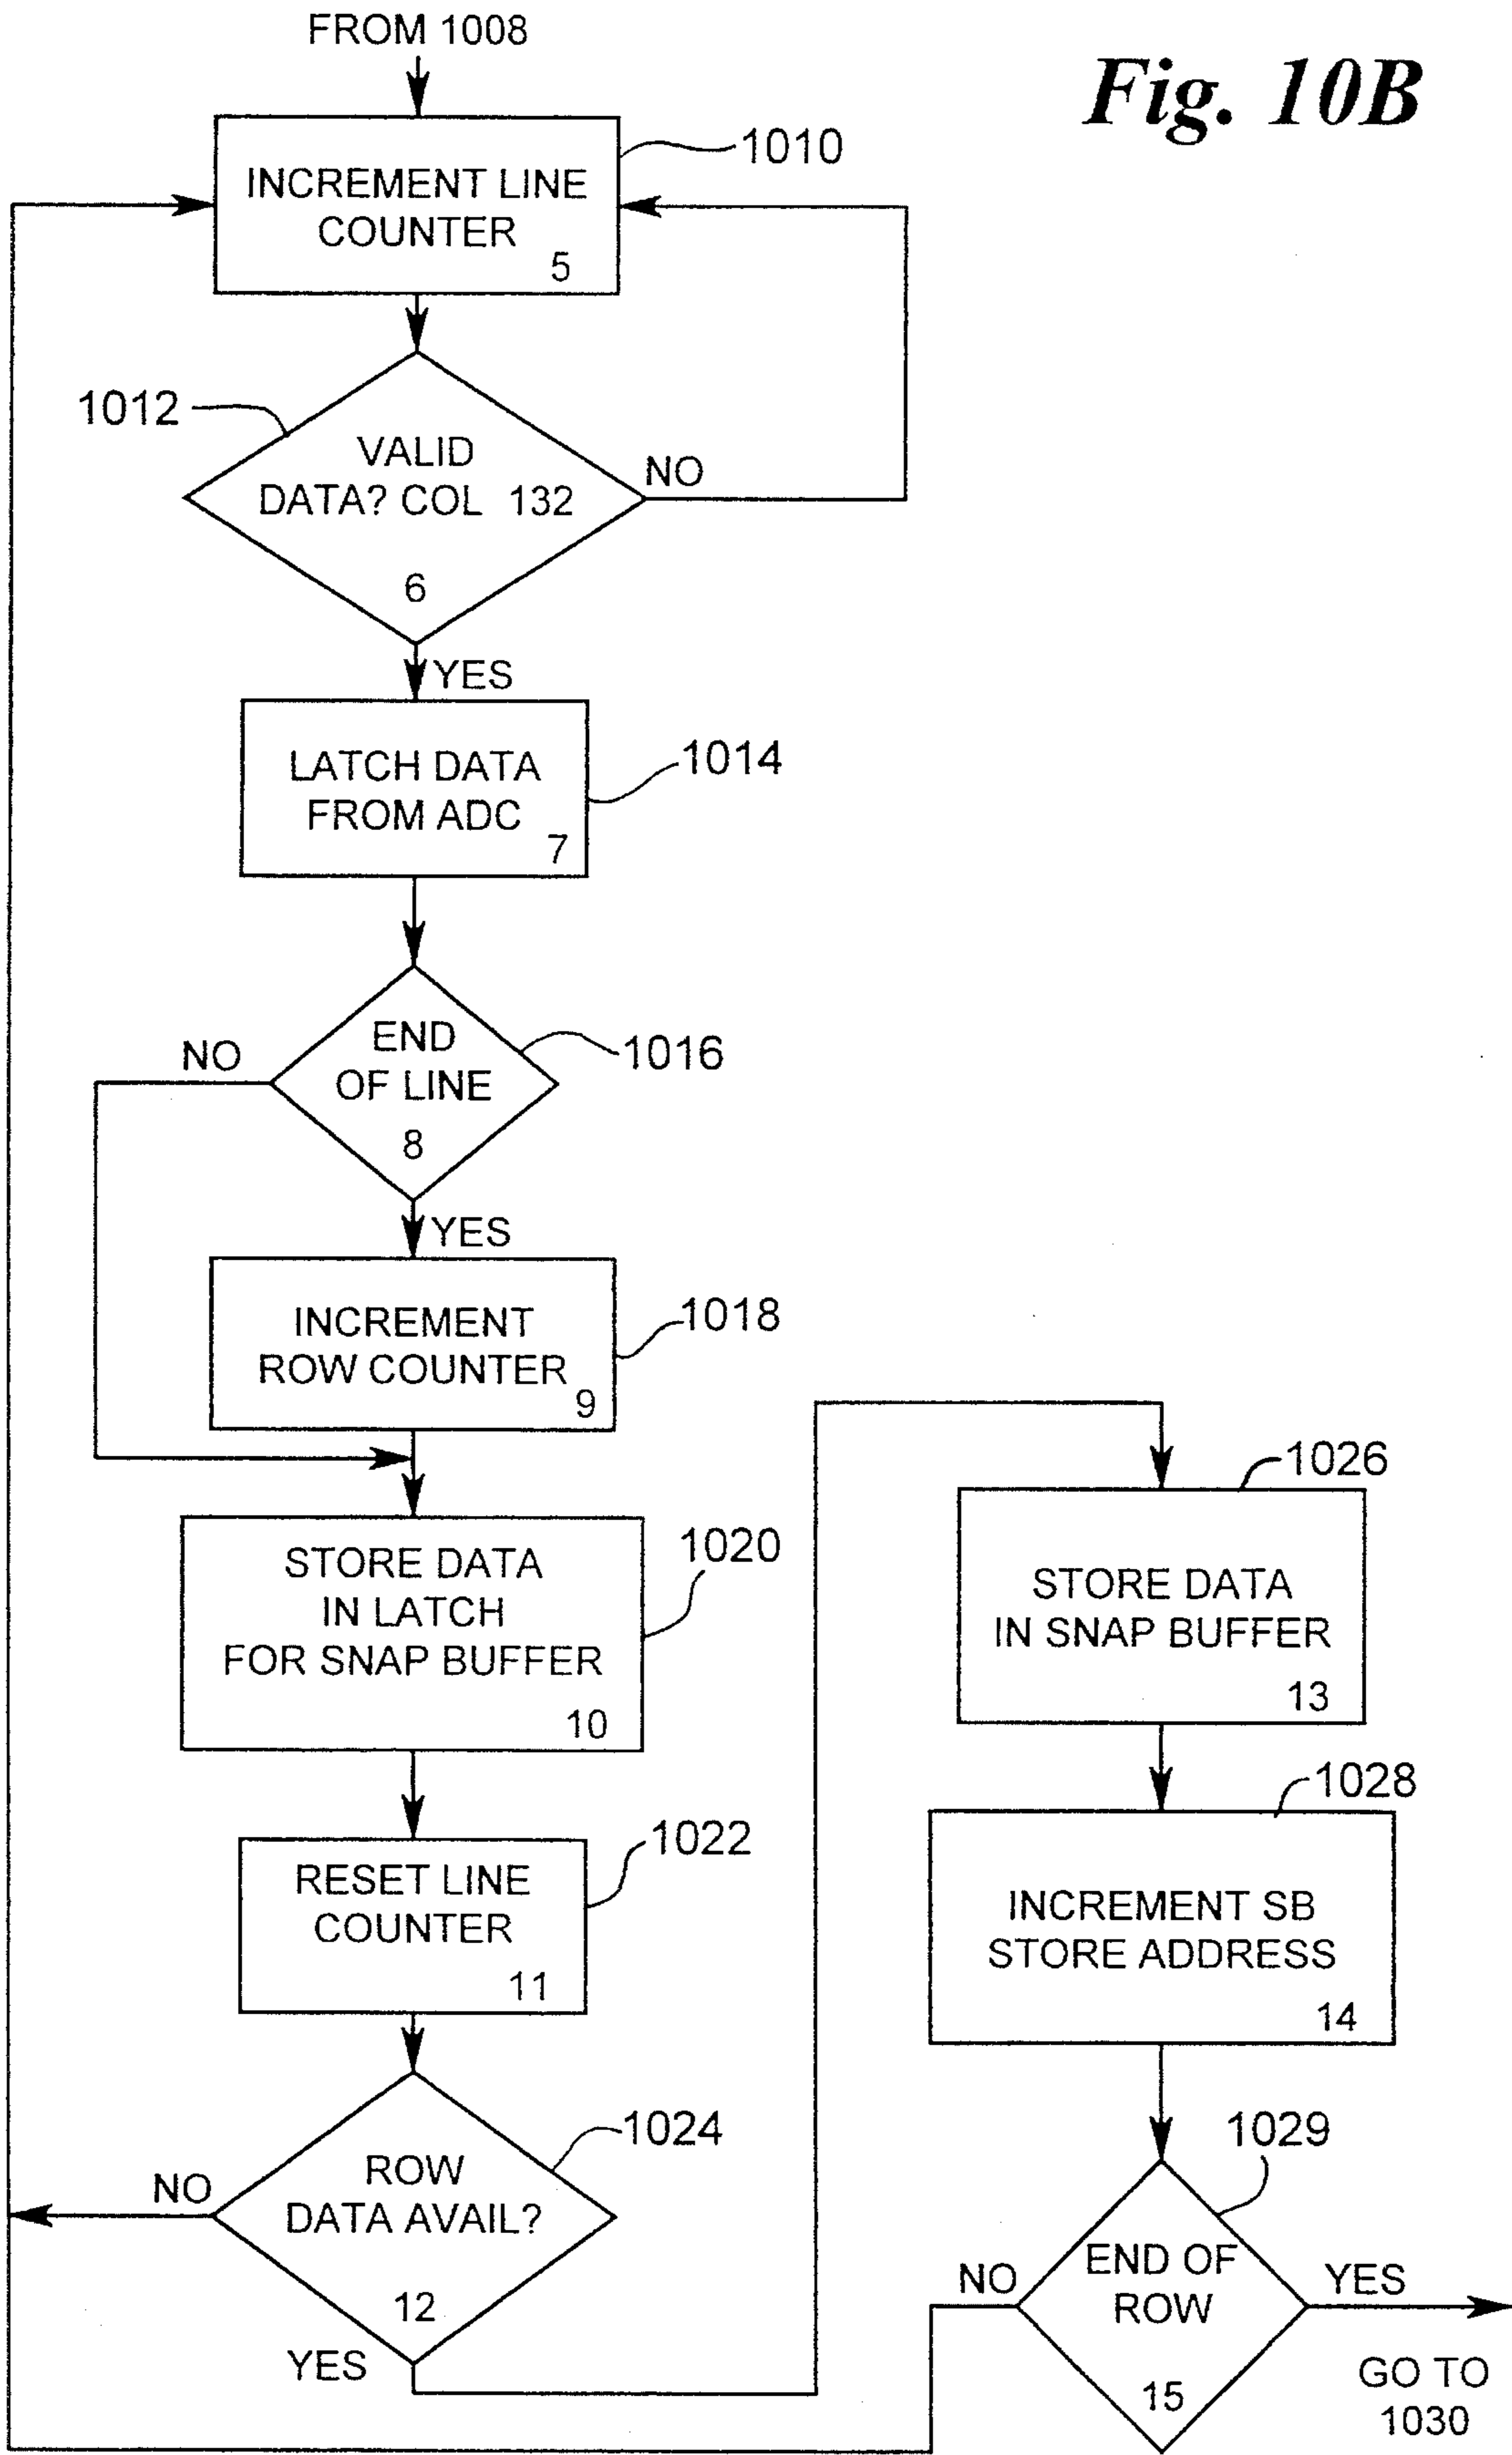 FROM 1008
Fig. 10B
1010
INCREMENT LINE
COUNTER
5
1012
VALID
DATA? COL 132
NO
6
YES
LATCH DATA
FROM ADC
7
1014
END
OF LINE
8
NO
1016
YES
INCREMENT
ROW COUNTER
9
1018
STORE DATA
IN LATCH
FOR SNAP BUFFER
10
1020
RESET LINE
COUNTER
11
1022
ROW
DATA AVAIL?
12
NO
1024
YES
1026
STORE DATA
IN SNAP BUFFER
13
1028
INCREMENT SB
STORE ADDRESS
14
1029
END OF
ROW
15
NO
YES
GO TO
1030